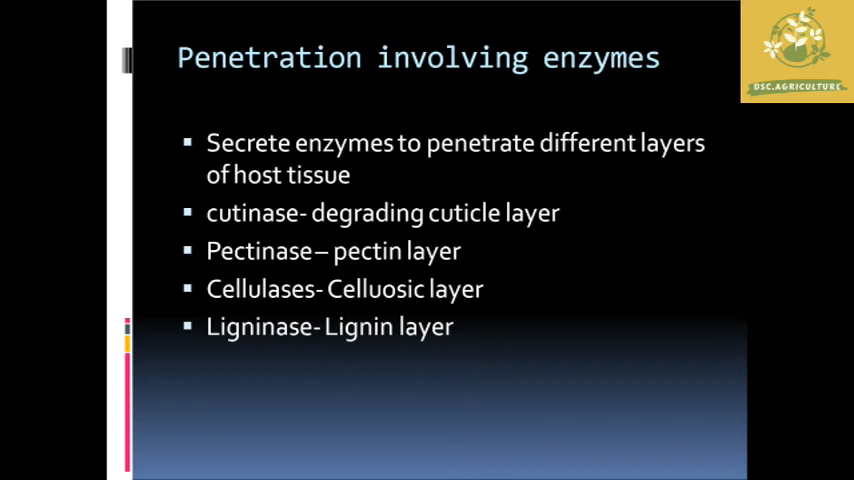 Penetration involving enzymes
DSC.AGRICULTURE
Secrete enzymes to penetrate different layers
of host tissue
cutinase- degrading cuticle layer
Pectinase – pectin layer
Cellulases- Celluosic layer
Ligninase- Lignin layer